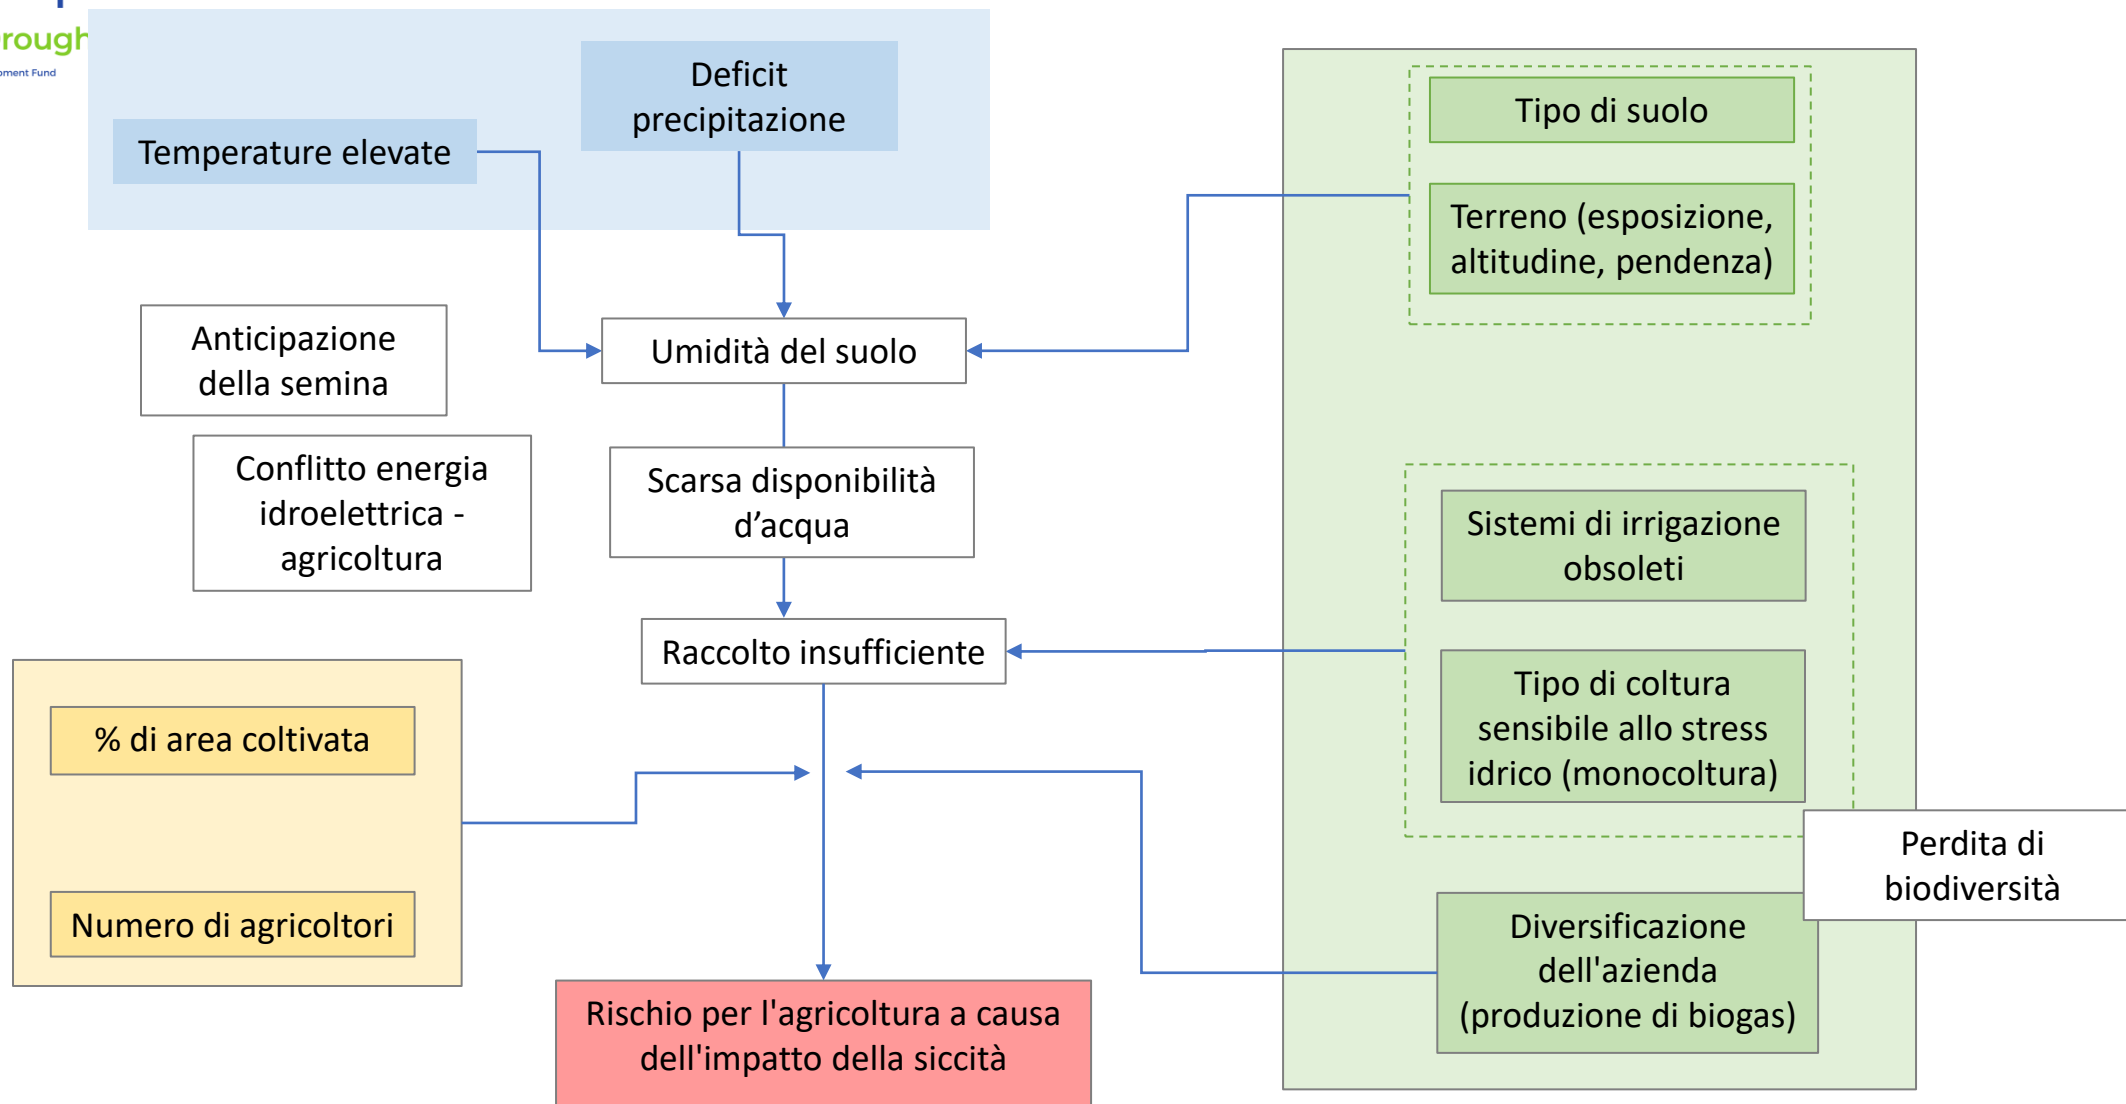 oment Fund
Deficit
precipitazione
Temperature elevate
Tipo di suolo
Terreno (esposizione,
altitudine, pendenza)
Anticipazione
della semina
Umidità del suolo
Conflitto energia
idroelettrica -
agricoltura
Scarsa disponibilità
d’acqua
Sistemi di irrigazione
obsoleti
Raccolto insufficiente
Tipo di coltura
sensibile allo stress
idrico (monocoltura)
% di area coltivata
Numero di agricoltori
Perdita di
biodiversità
Diversificazione
dell'azienda
(produzione di biogas)
Rischio per l'agricoltura a causa
dell'impatto della siccità